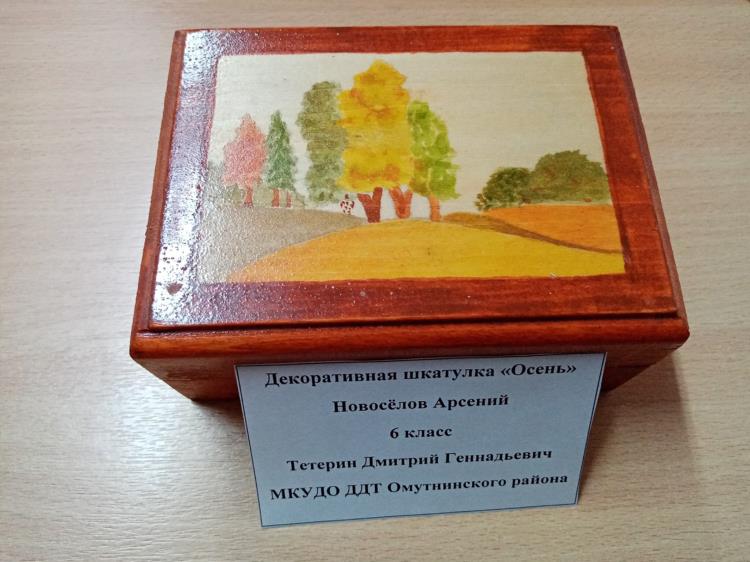 Декоративная шкатулка «Осень»
Новосёлов Арсений
6 класс
Тетерин Дмитрий Геннадьевич
МКУДО ДДТ Омутнинского района